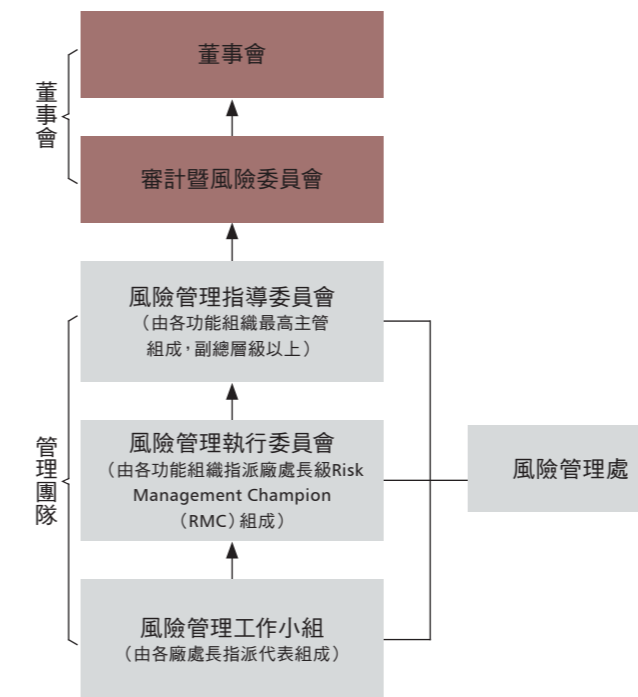 董事會
董事會
審計暨風險委員會
管理團隊
風險管理指導委員會
（由各功能組織最高主管
組成，副總層級以上）
風險管理執行委員會
（由各功能組織指派廠處長級Risk
Management Champion
（RMC）組成）
風險管理工作小組
（由各廠處長指派代表組成）
風險管理處